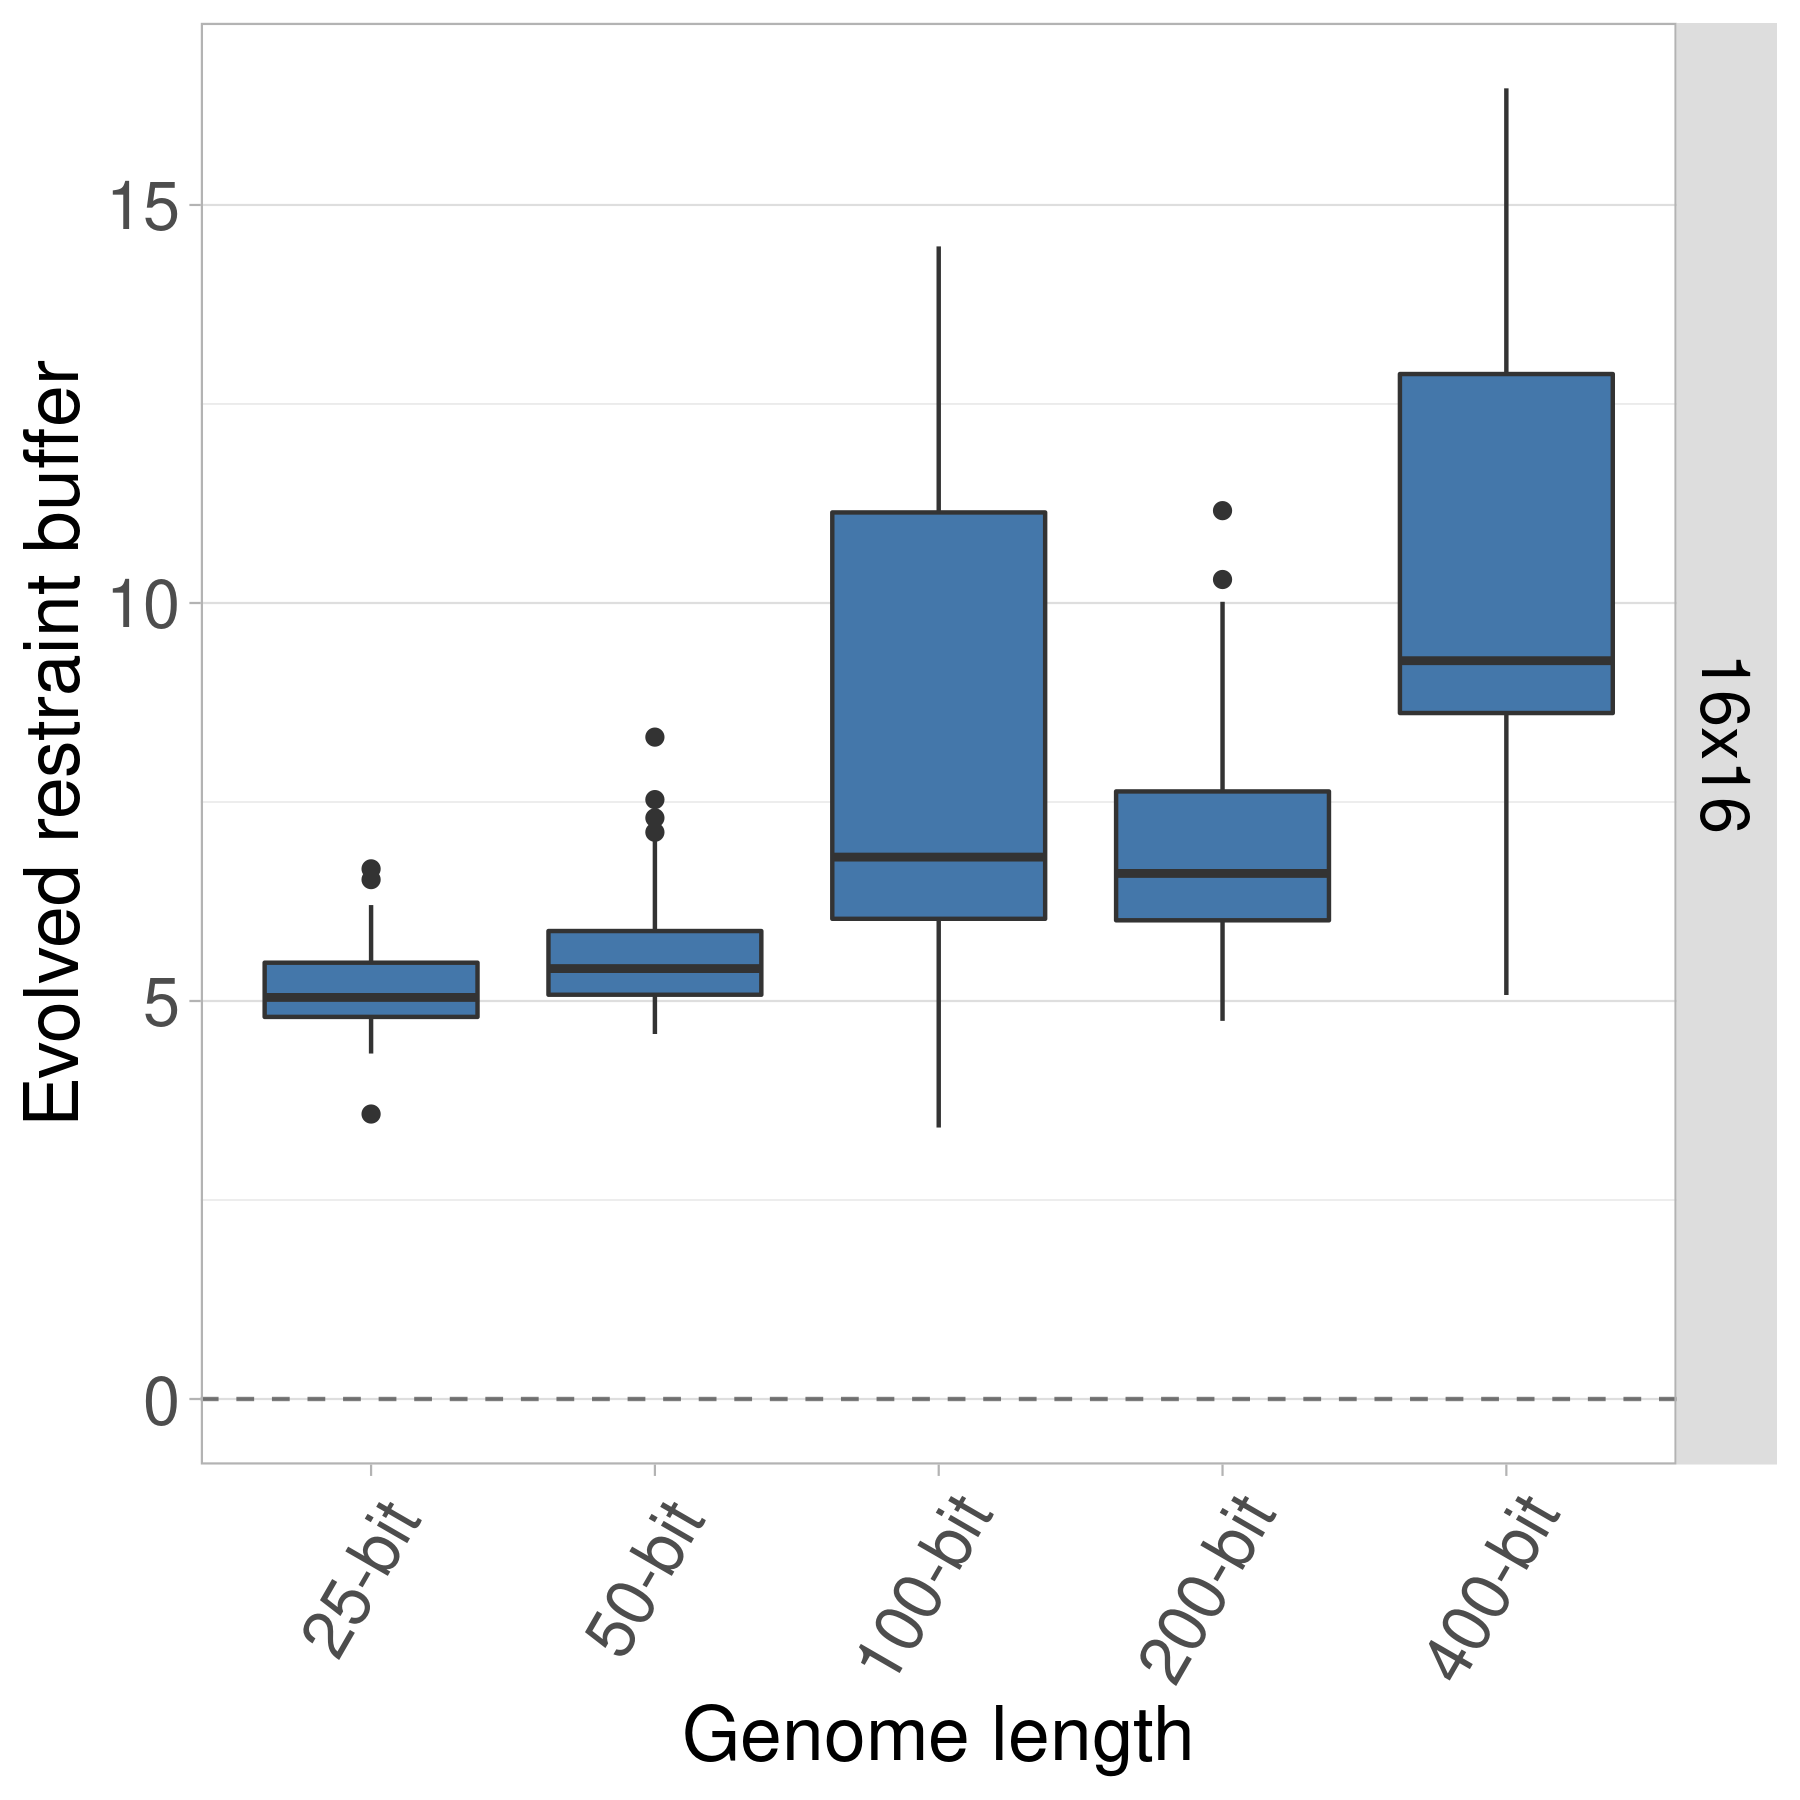 Evolved restraint buffer
15
10
5
0
16x16
25-bit
50-bit
100-bit
200-bit
400-bit
Genome length